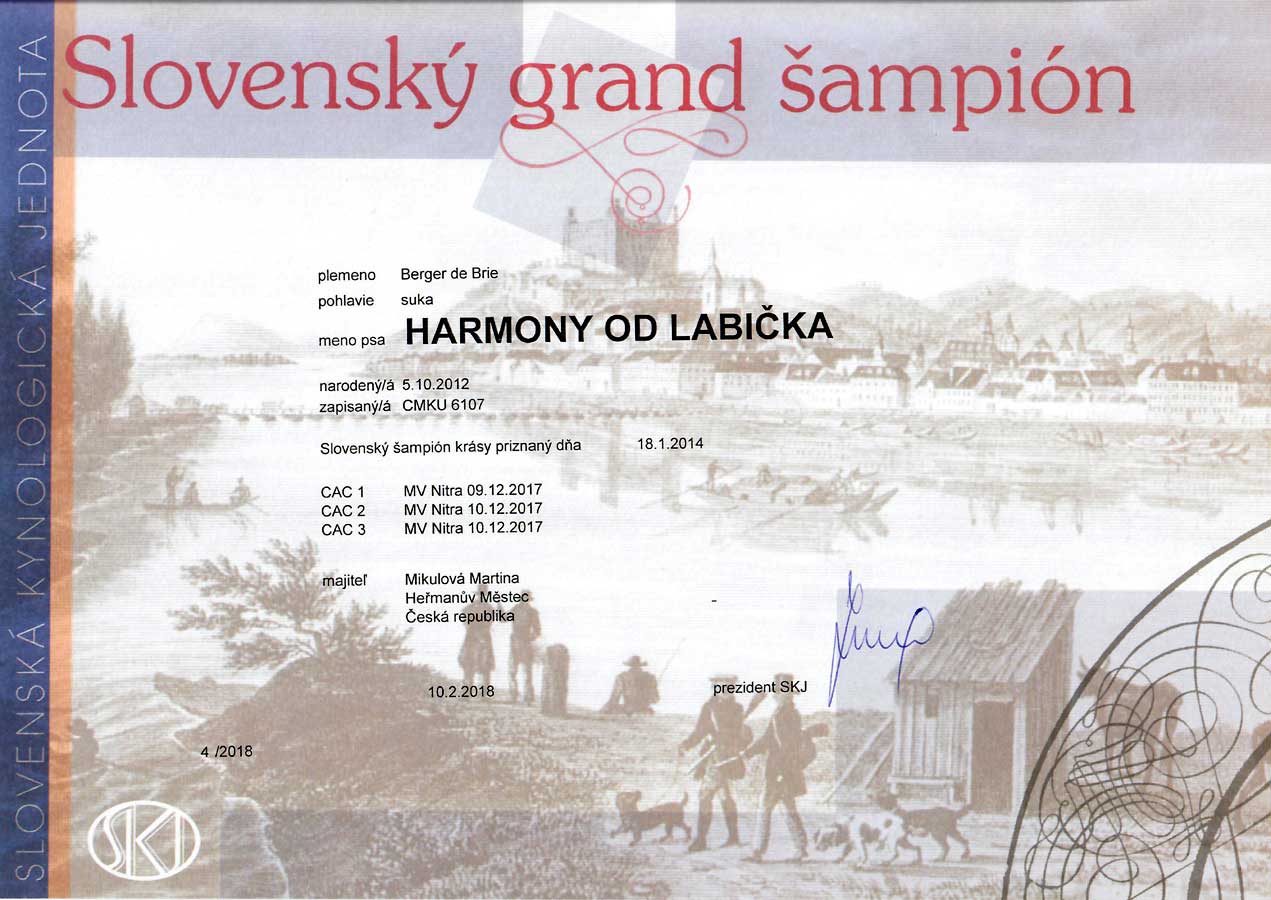 Slovenský grand šampión
SLOVENSKÁ KYNOLOGICKÁ JEDNOTA
plemeno Berger de Brie
pohlavie suka
meno psa HARMONY OD LABIČKA
narodený/á 5.10.2012
zapísaný/á CMKU 6107
Slovenský šampión krásy priznaný dňa 18.1.2014
CAC 1 MV Nitra 09.12.2017
CAC 2 MV Nitra 10.12.2017
CAC 3 MV Nitra 10.12.2017
majiteľ Mikulová Martina
Heřmanův Městec -
Česká republika
10.2.2018 prezident SKJ
4 /2018
SKJ